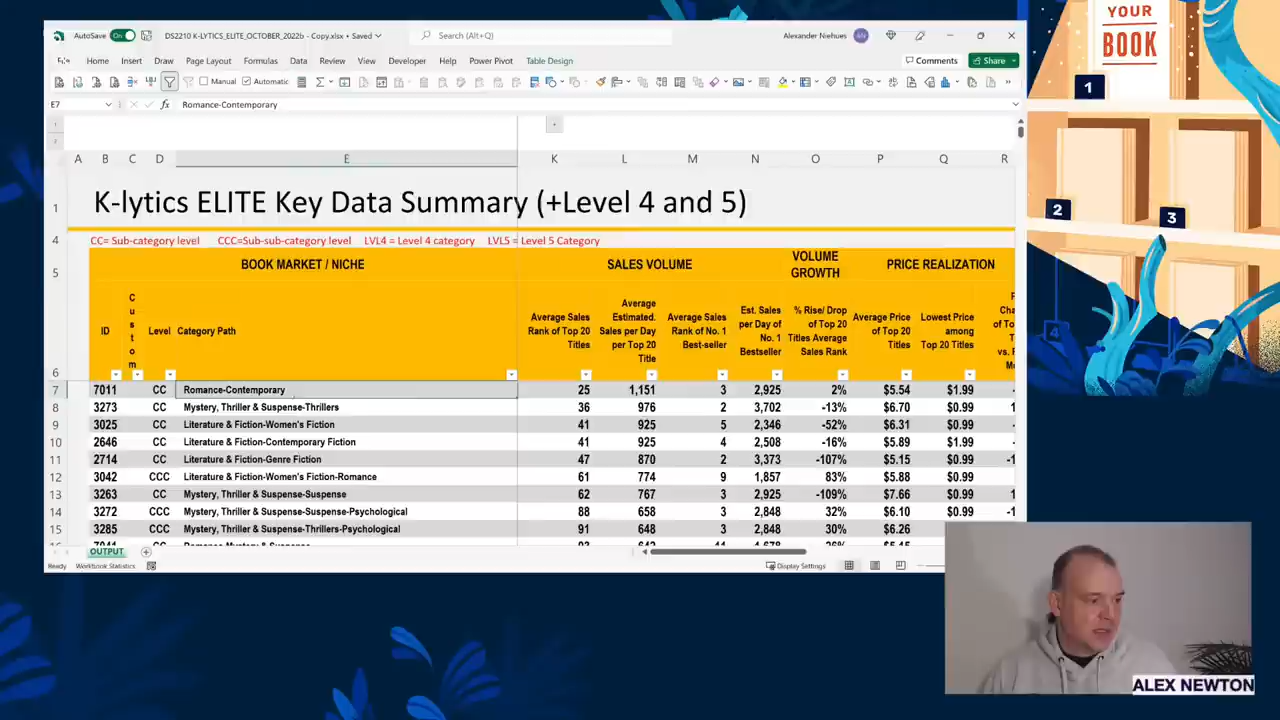 AutoSave On DS2210 K-LYTICS_ELITE_OCTOBER_2022b - Copy.xlsx • Saved Search (Alt+Q) Alexander Niehues AN
File Home Insert Draw Page Layout Formulas Data Review View Developer Help Power Pivot Table Design Comments Share
Manual Automatic
E7 fx Romance-Contemporary
1
2
A B C D E K L M N O P Q R
1 K-lytics ELITE Key Data Summary (+Level 4 and 5)
4 CC= Sub-category level CCC=Sub-sub-category level LVL4 = Level 4 category LVL5 = Level 5 Category
5 BOOK MARKET / NICHE SALES VOLUME VOLUME GROWTH PRICE REALIZATION
6 ID Custom Level Category Path Average Sales Rank of Top 20 Titles Average Estimated. Sales per Day per Top 20 Title Average Sales Rank of No. 1 Best-seller Est. Sales per Day of No. 1 Bestseller % Rise/ Drop of Top 20 Titles Average Sales Rank Average Price of Top 20 Titles Lowest Price among Top 20 Titles
7 7011 CC Romance-Contemporary 25 1,151 3 2,925 2% $5.54 $1.99
8 3273 CC Mystery, Thriller & Suspense-Thrillers 36 976 2 3,702 -13% $6.70 $0.99
9 3025 CC Literature & Fiction-Women's Fiction 41 925 5 2,346 -52% $6.31 $0.99
10 2646 CC Literature & Fiction-Contemporary Fiction 41 925 4 2,508 -16% $5.89 $1.99
11 2714 CC Literature & Fiction-Genre Fiction 47 870 2 3,373 -107% $5.15 $0.99
12 3042 CCC Literature & Fiction-Women's Fiction-Romance 61 774 9 1,857 83% $5.88 $0.99
13 3263 CC Mystery, Thriller & Suspense-Suspense 62 767 3 2,925 -109% $7.66 $0.99
14 3272 CCC Mystery, Thriller & Suspense-Suspense-Psychological 88 658 3 2,848 32% $6.10 $0.99
15 3285 CCC Mystery, Thriller & Suspense-Thrillers-Psychological 91 648 3 2,848 30% $6.26
OUTPUT
Ready Workbook Statistics Display Settings
YOUR
BOOK
1
2
3
4
ALEX NEWTON